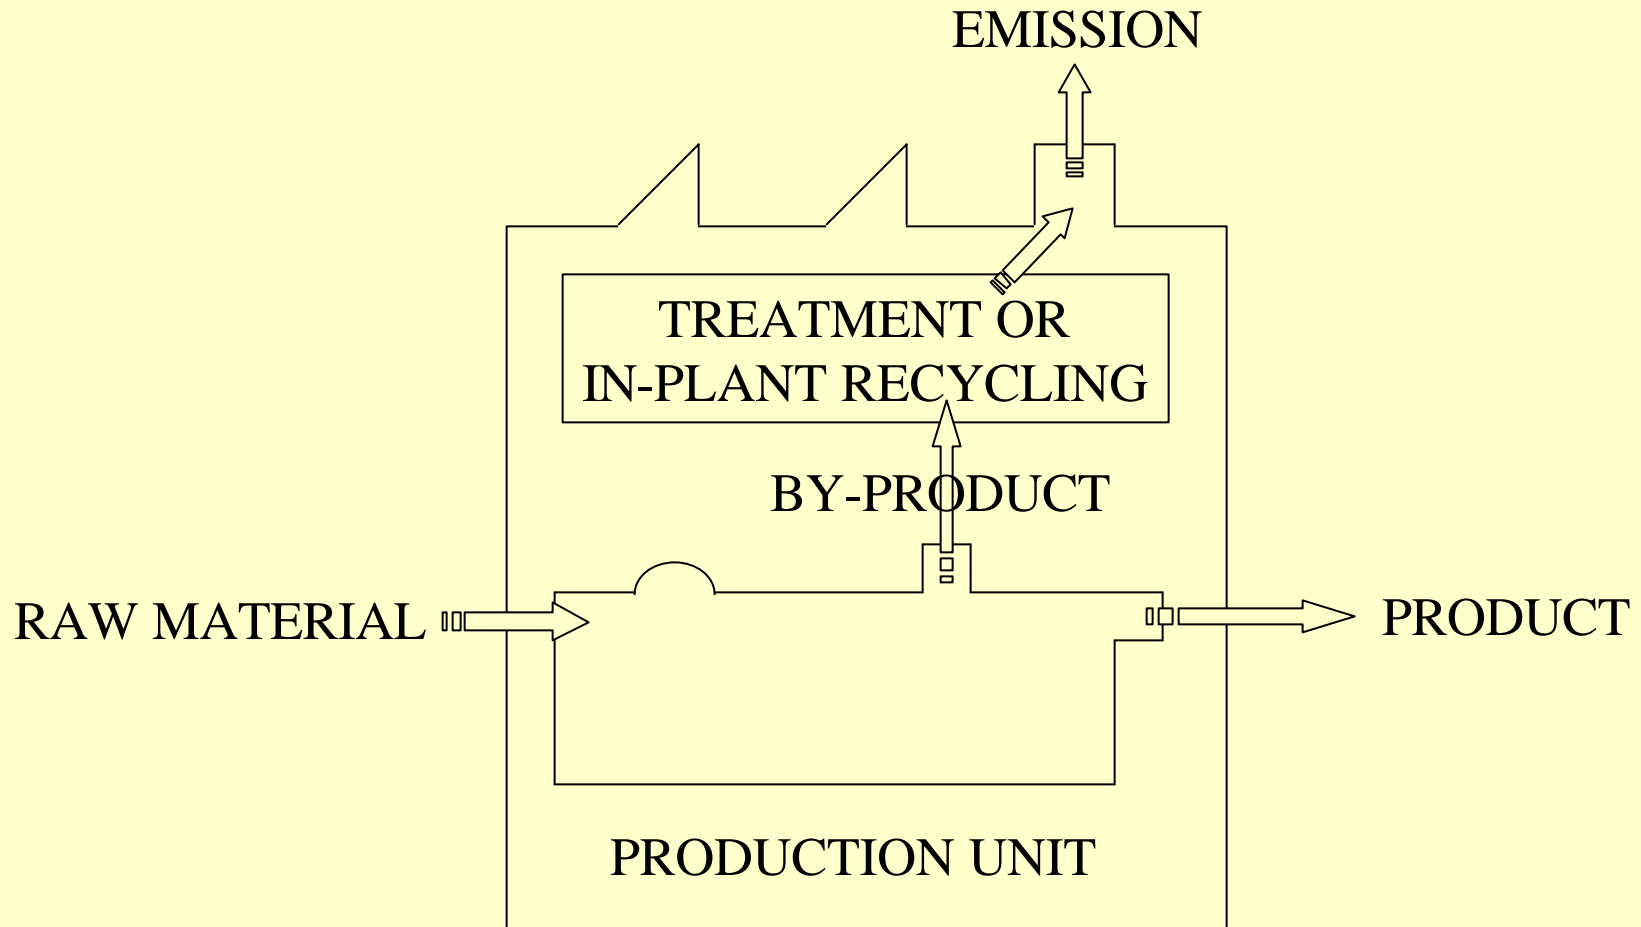 EMISSION
TREATMENT OR
IN-PLANT RECYCLING
BY-PRODUCT
RAW MATERIAL
PRODUCT
PRODUCTION UNIT